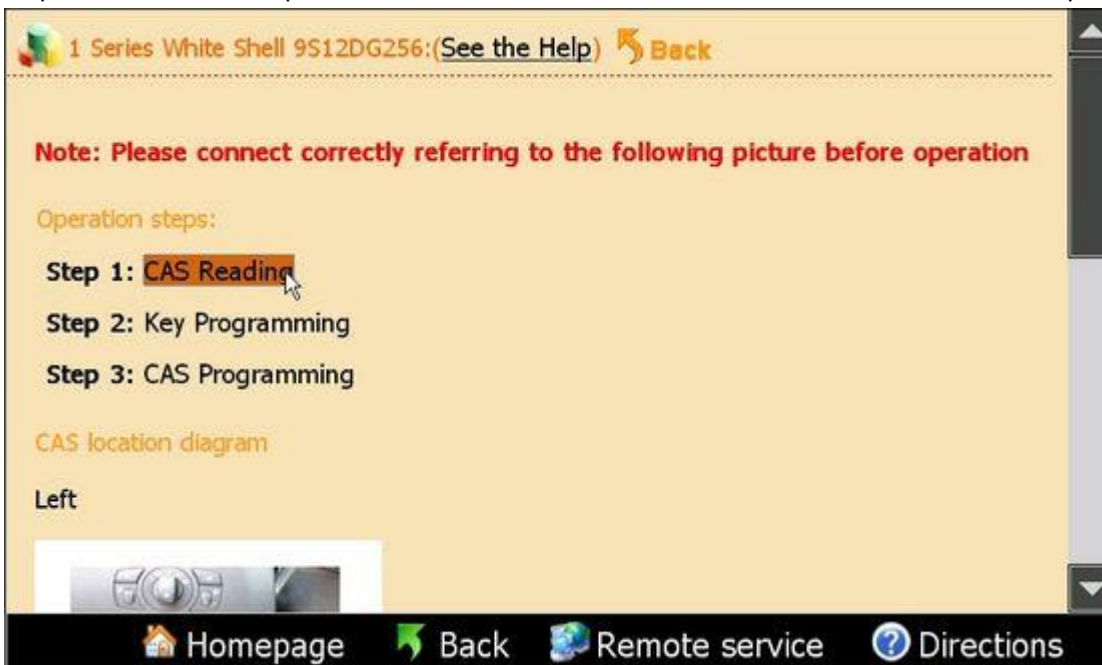 1 Series White Shell 9S12DG256:(See the Help) Back
Note: Please connect correctly referring to the following picture before operation
Operation steps:
Step 1: CAS Reading
Step 2: Key Programming
Step 3: CAS Programming
CAS location diagram
Left
Homepage Back Remote service Directions